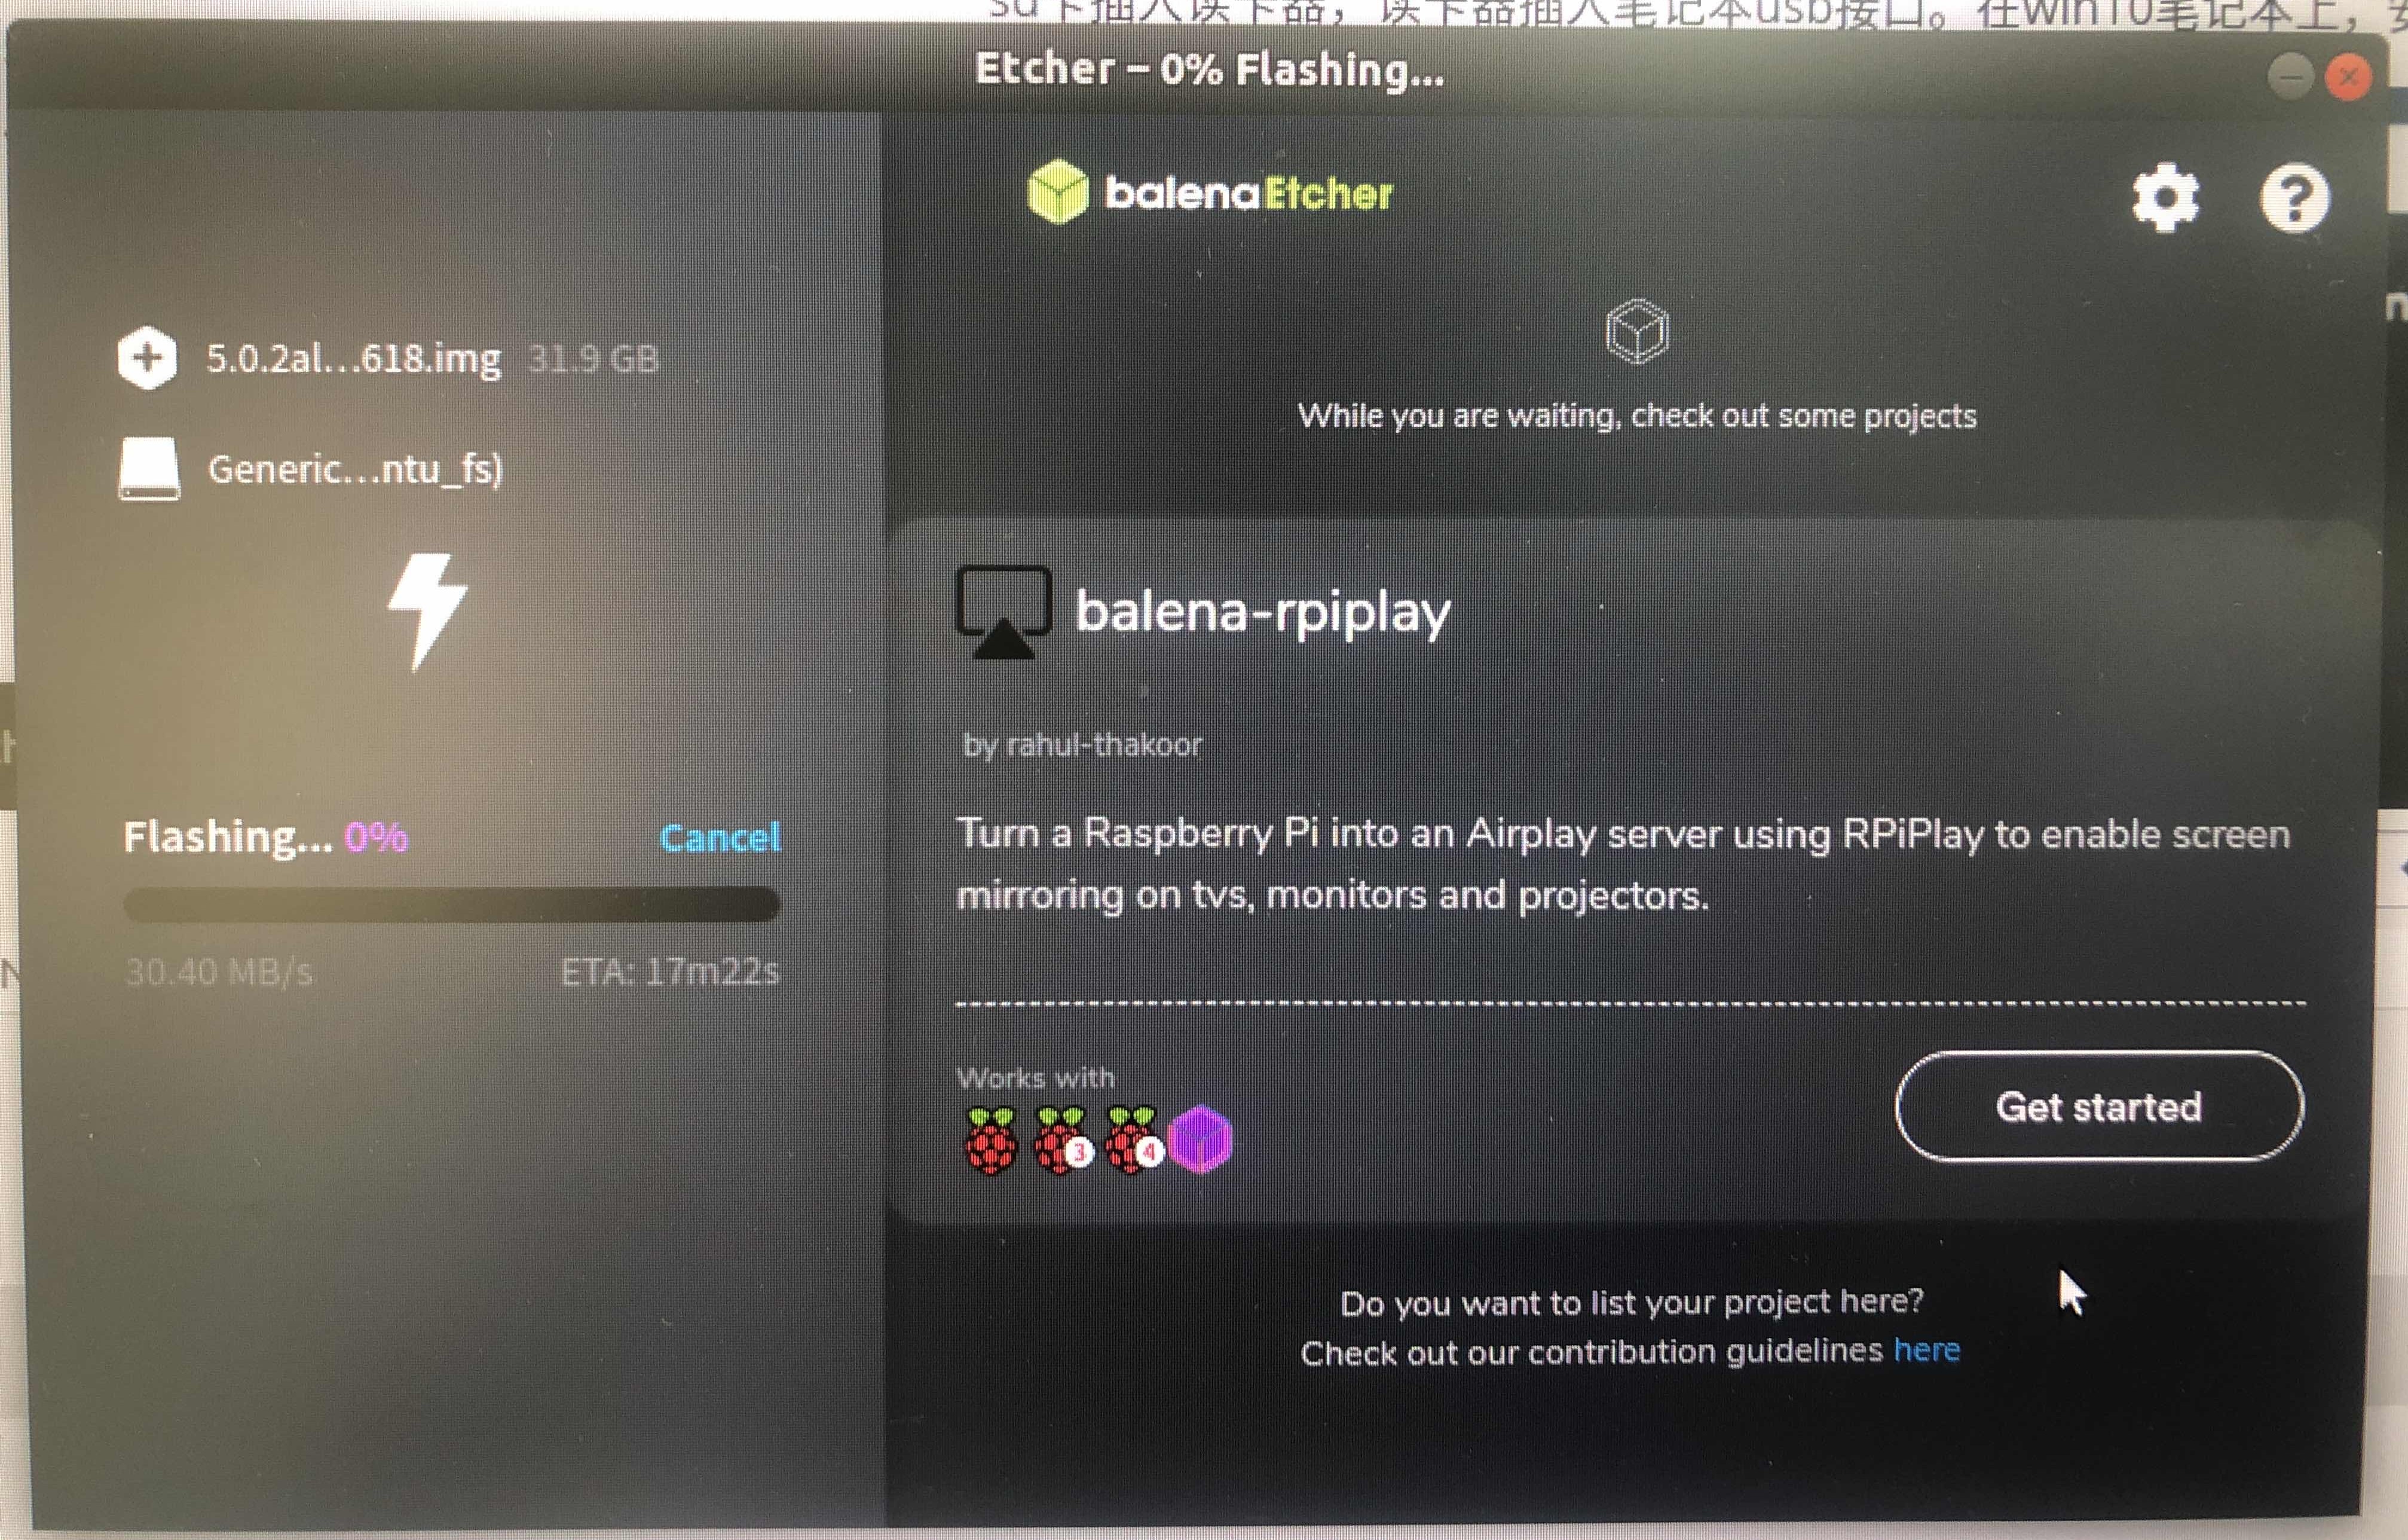 sd卡插入读卡器，读卡器插入笔记本usb接口。在win10笔记本上，
Etcher – 0% Flashing...
balenaEtcher
5.0.2al...618.img 31.9 GB
Generic...ntu_fs)
While you are waiting, check out some projects
balena-rpiplay
by rahul-thakoor
Flashing... 0% Cancel
30.40 MB/s ETA: 17m22s
Turn a Raspberry Pi into an Airplay server using RPiPlay to enable screen
mirroring on tvs, monitors and projectors.
Works with
3 4
Get started
Do you want to list your project here?
Check out our contribution guidelines here